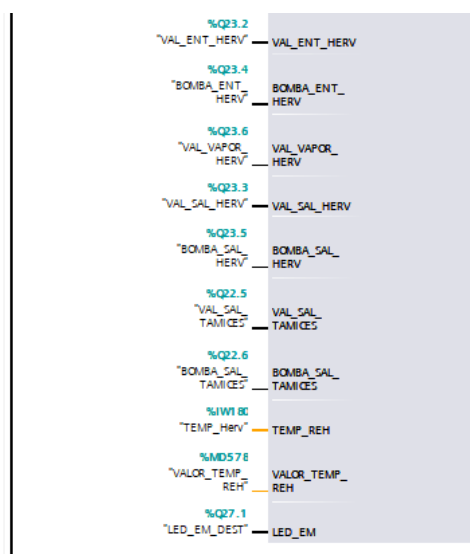 %Q23.2
"VAL_ENT_HERV" VAL_ENT_HERV
%Q23.4
"BOMBA_ENT_ BOMBA_ENT_
HERV" HERV
%Q23.6
"VAL_VAPOR_ VAL_VAPOR_
HERV" HERV
%Q23.3
"VAL_SAL_HERV" VAL_SAL_HERV
%Q23.5
"BOMBA_SAL_ BOMBA_SAL_
HERV" HERV
%Q22.5
"VAL_SAL_ VAL_SAL_
TAMICES" TAMICES
%Q22.6
"BOMBA_SAL_ BOMBA_SAL_
TAMICES" TAMICES
%IW180
"TEMP_Herv" TEMP_REH
%MD578
"VALOR_TEMP_ VALOR_TEMP_
REH" REH
%Q27.1
"LED_EM_DEST" LED_EM